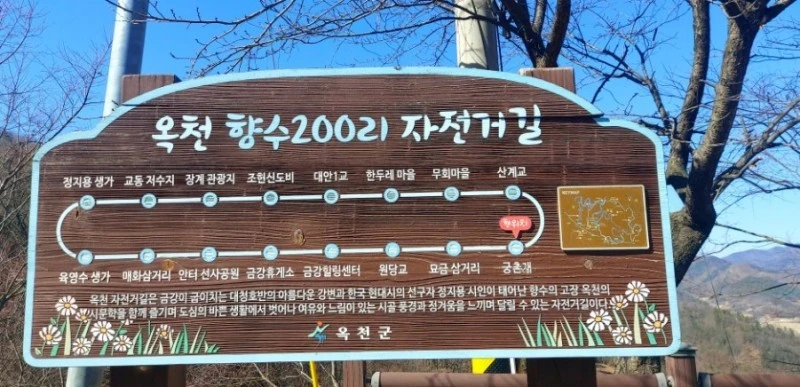 옥천 향수200리 자전거길
정지용 생가 교동 저수지 장계 관광지 조헌신도비 대안1교 한두레 마을 우회마을 산계교
육영수 생가 매화삼거리 안터 선사공원 금강휴게소 금강힐링센터 원당교 묘금 삼거리 궁촌재
옥천 자전거길은 금강이 굽이치는 대청호반의 아름다운 강변과 한국 현대시의 선구자 정지용 시인이 태어난 향수의 고장 옥천의
시문학을 함께 즐기며 도심의 바쁜 생활에서 벗어나 여유와 느림이 있는 시골 풍경과 정겨움을 느끼며 달릴 수 있는 자전거길이다.
옥천군